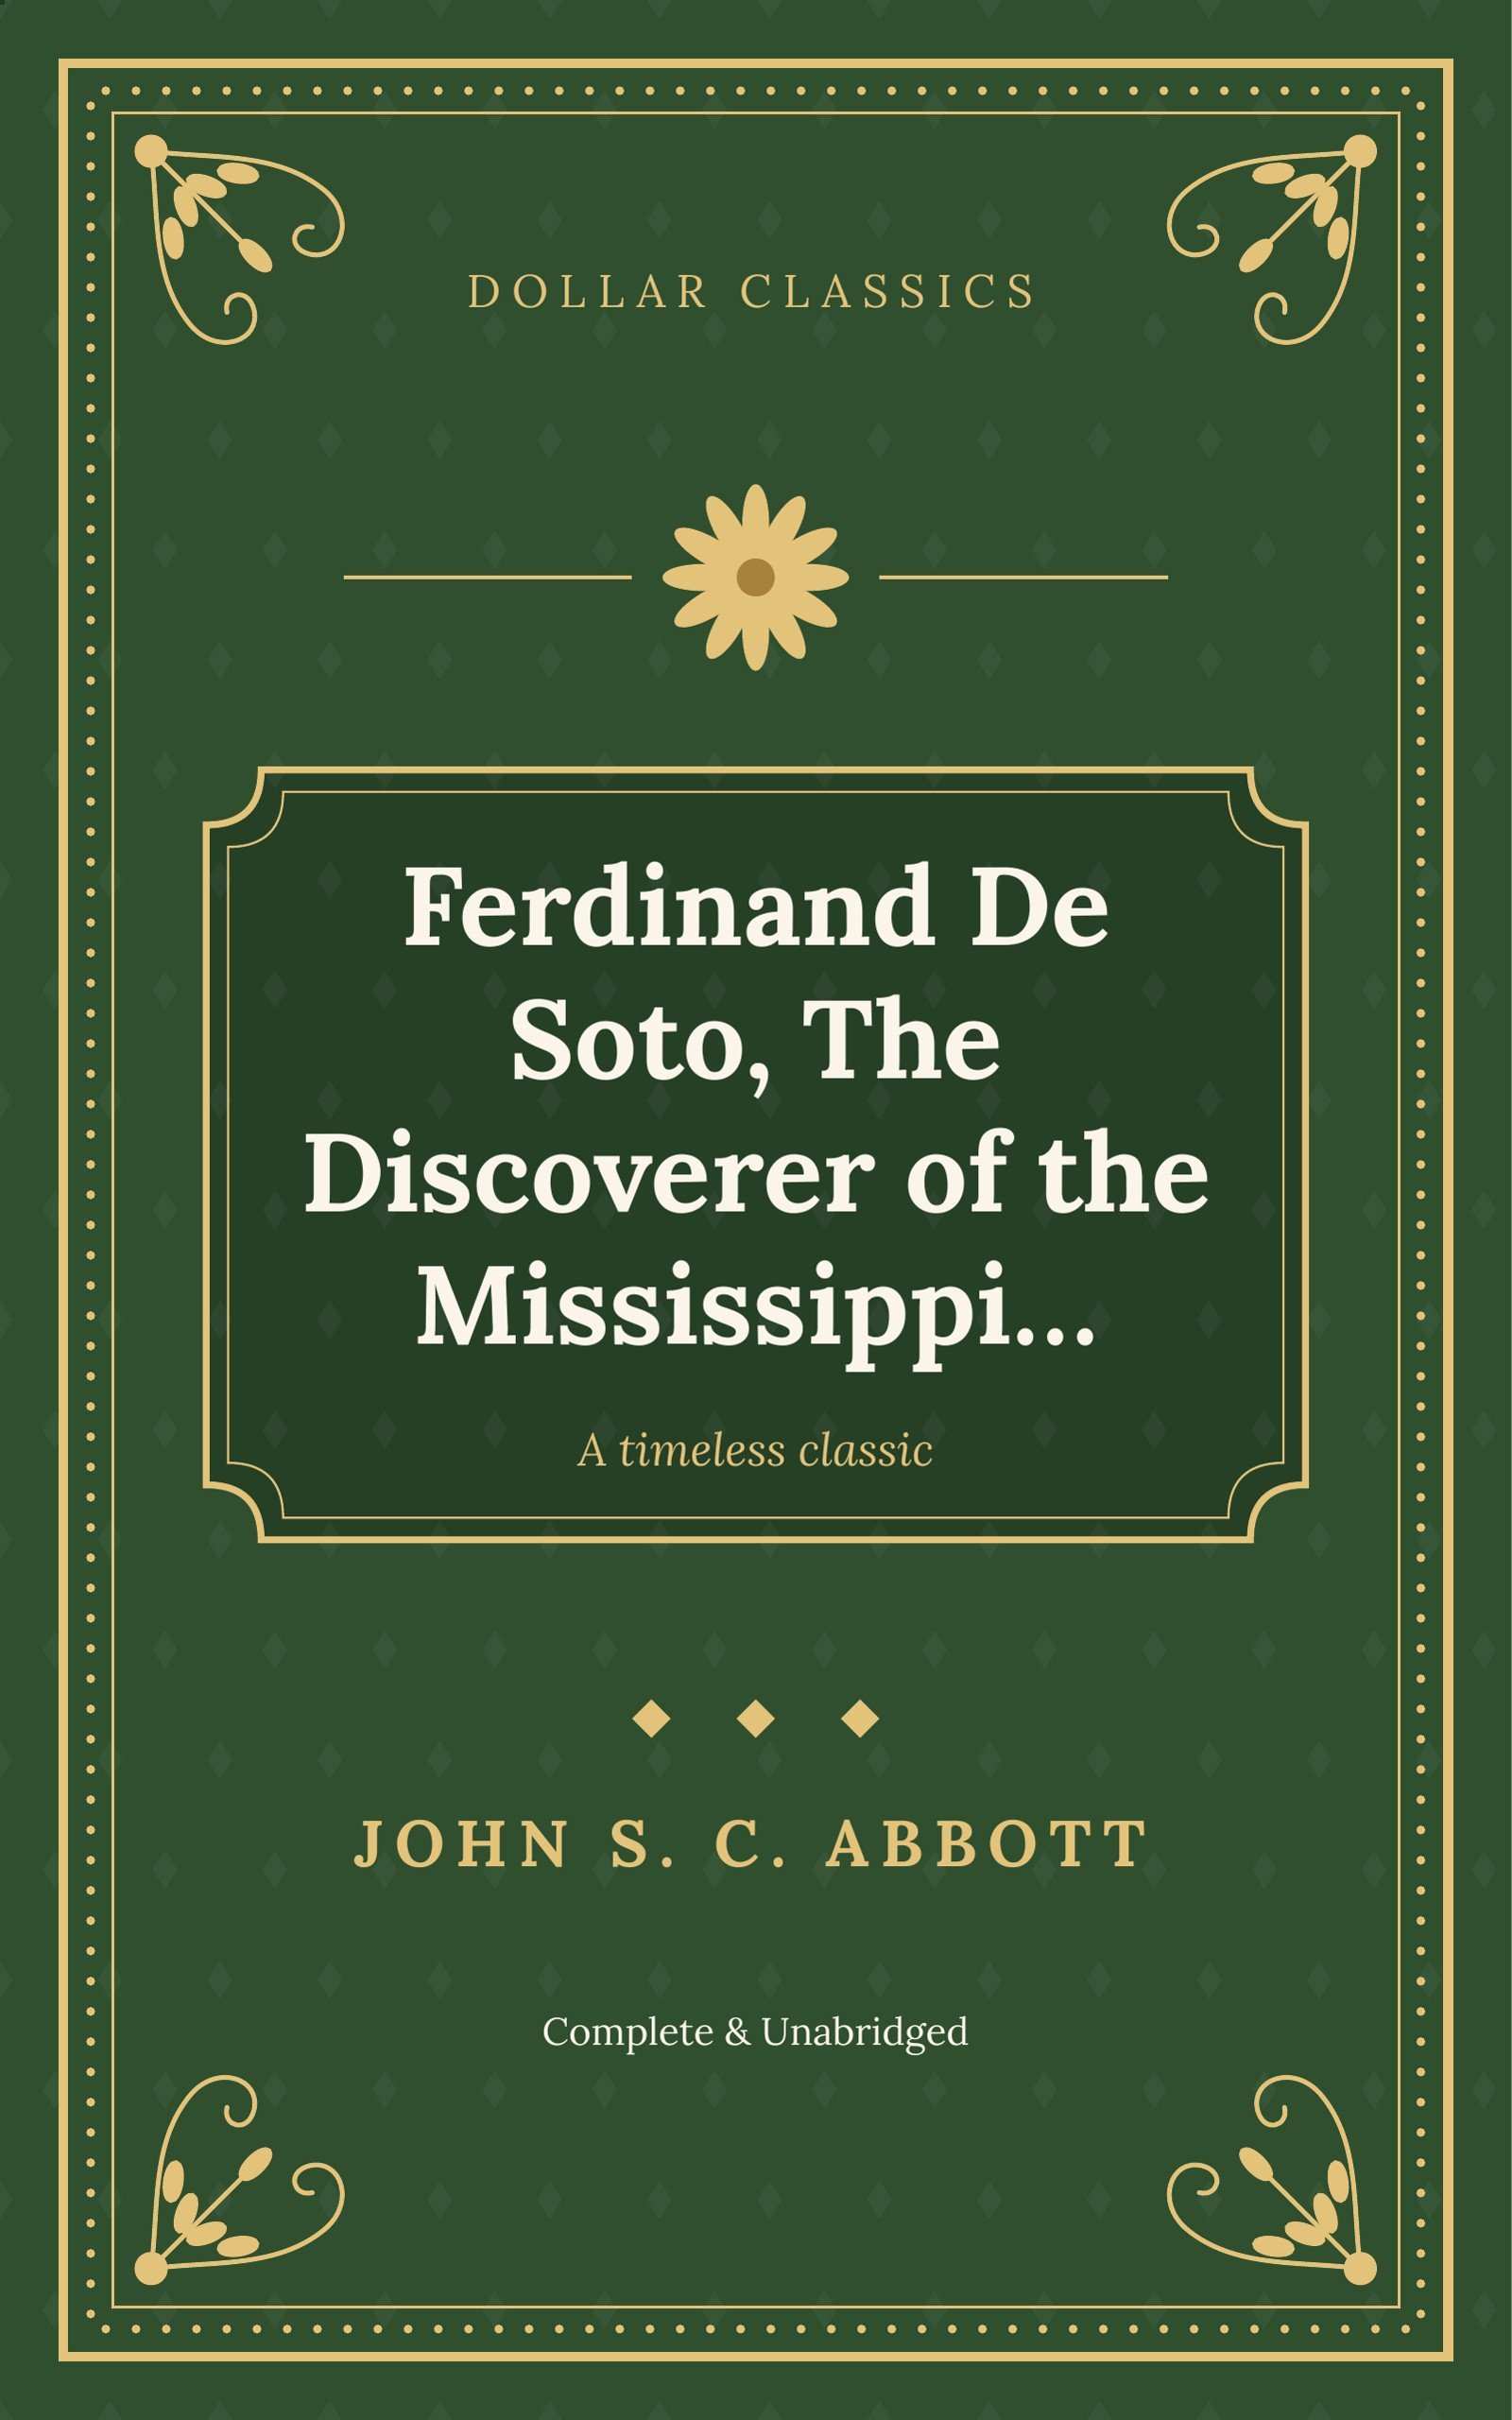 DOLLAR CLASSICS
Ferdinand De
Soto, The
Discoverer of the
Mississippi...
A timeless classic
JOHN S. C. ABBOTT
Complete & Unabridged